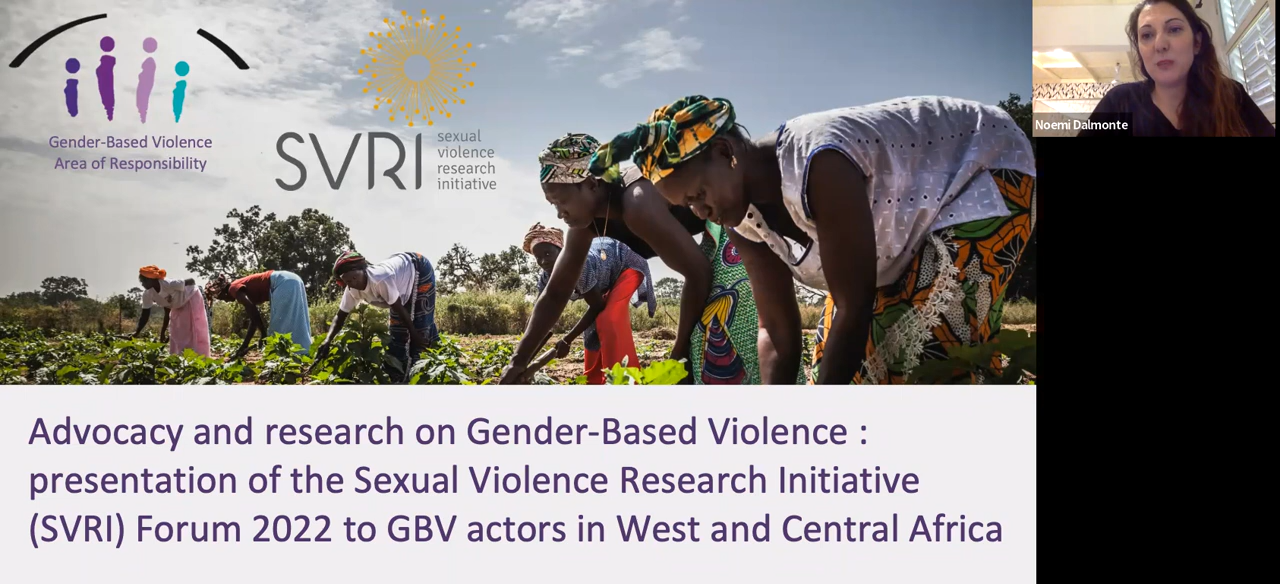 Gender-Based Violence
Area of Responsibility
SVRI
sexual
violence
research
initiative
Noemi Dalmonte
Advocacy and research on Gender-Based Violence :
presentation of the Sexual Violence Research Initiative
(SVRI) Forum 2022 to GBV actors in West and Central Africa